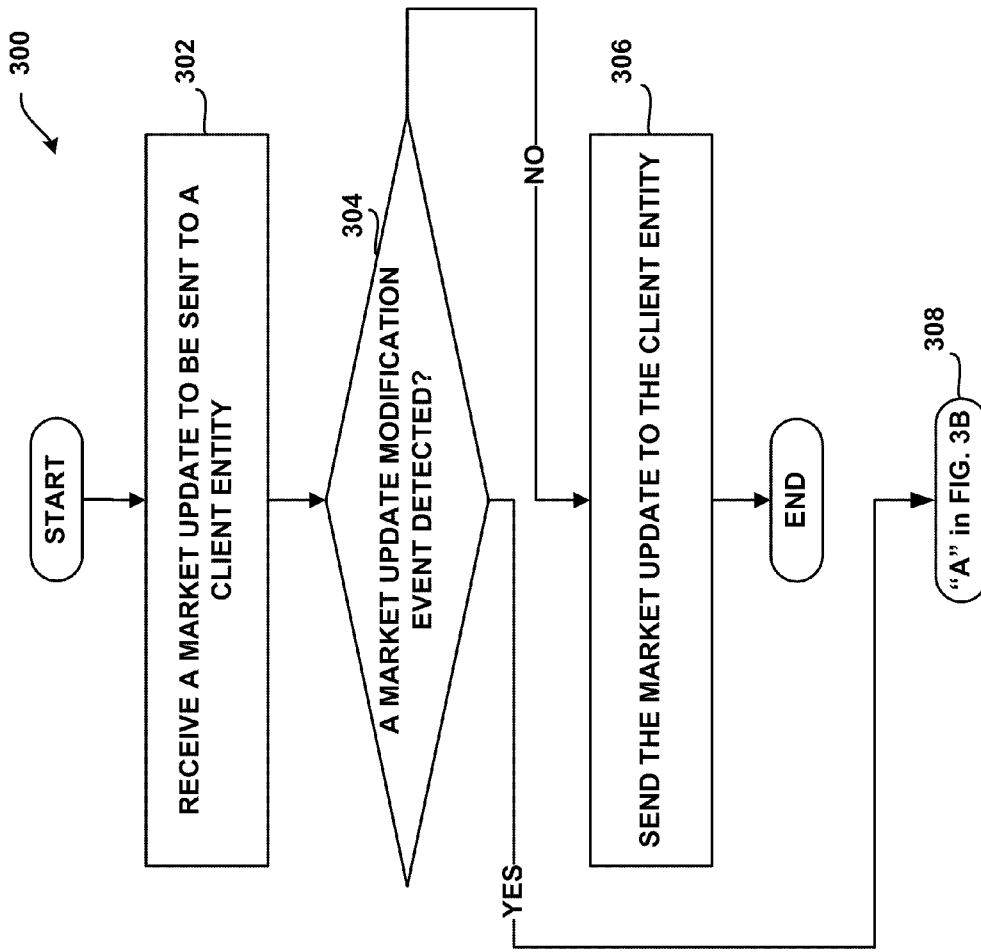 300
START
302
RECEIVE A MARKET UPDATE TO BE SENT TO A
CLIENT ENTITY
304
A MARKET UPDATE MODIFICATION
EVENT DETECTED?
NO
YES
306
SEND THE MARKET UPDATE TO THE CLIENT ENTITY
END
308
“A” in FIG. 3B